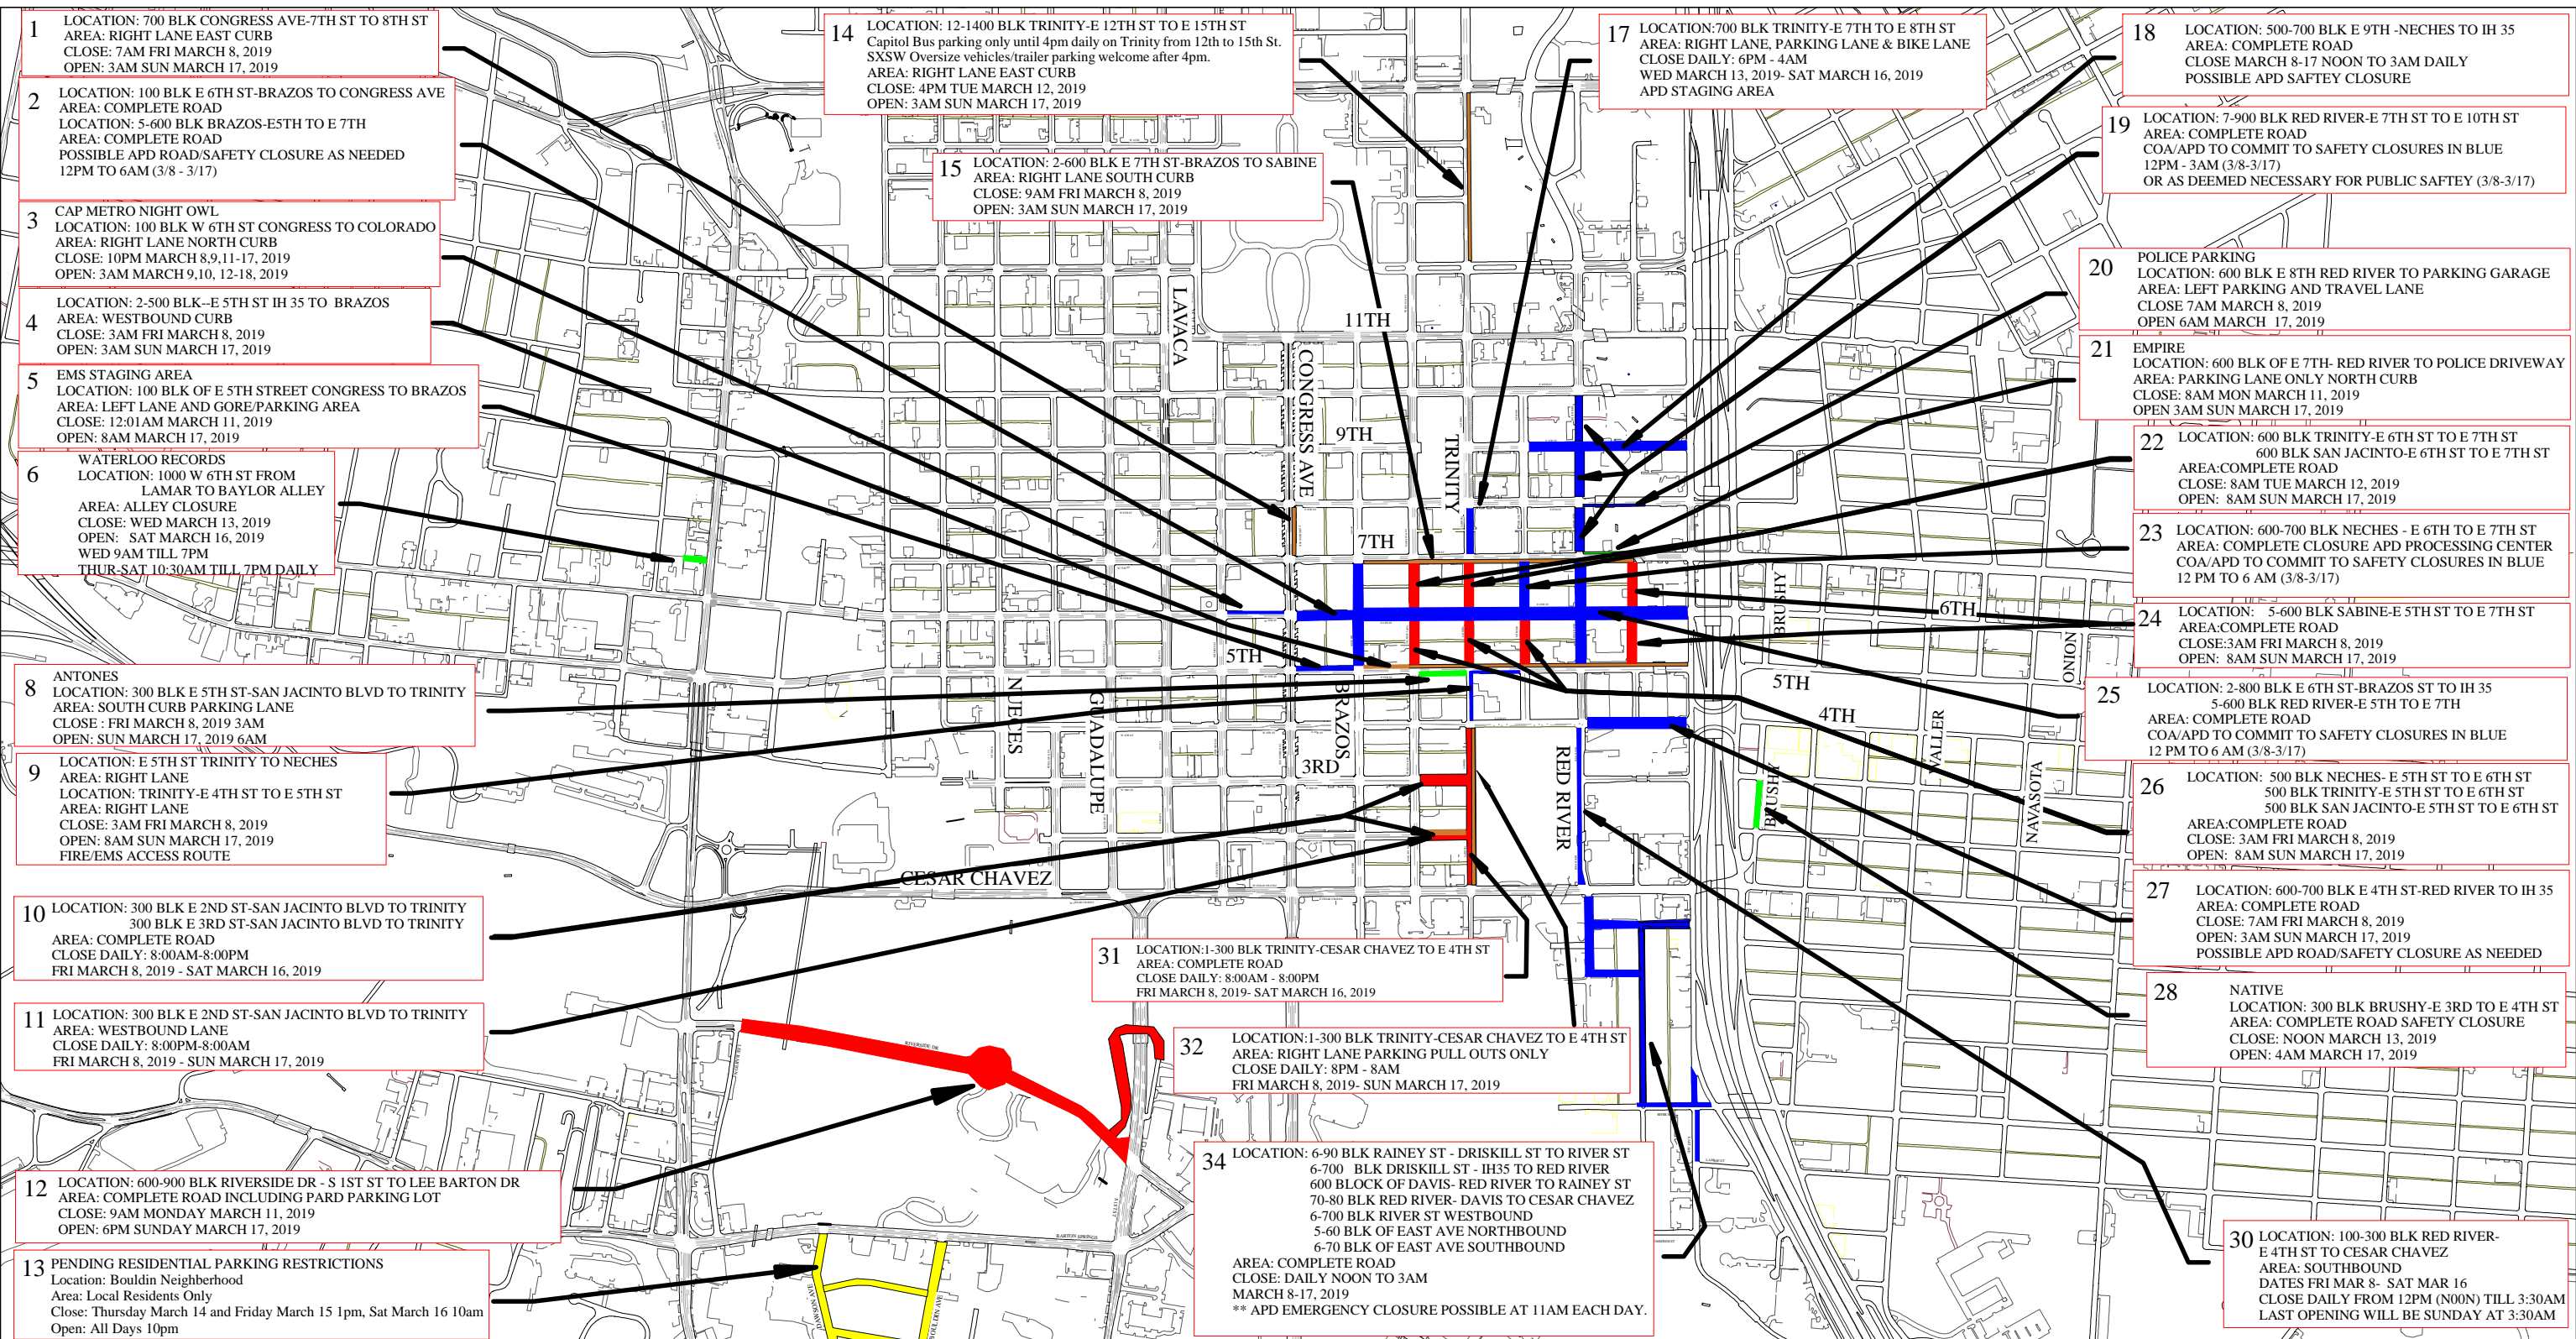 1
LOCATION: 700 BLK CONGRESS AVE-7TH ST TO 8TH ST
AREA: RIGHT LANE EAST CURB
CLOSE: 7AM FRI MARCH 8, 2019
OPEN: 3AM SUN MARCH 17, 2019
2
LOCATION: 100 BLK E 6TH ST-BRAZOS TO CONGRESS AVE
AREA: COMPLETE ROAD
LOCATION: 5-600 BLK BRAZOS-E5TH TO E 7TH
AREA: COMPLETE ROAD
POSSIBLE APD ROAD/SAFETY CLOSURE AS NEEDED
12PM TO 6AM (3/8 - 3/17)
3
CAP METRO NIGHT OWL
LOCATION: 100 BLK W 6TH ST CONGRESS TO COLORADO
AREA: RIGHT LANE NORTH CURB
CLOSE: 10PM MARCH 8,9,11-17, 2019
OPEN: 3AM MARCH 9,10, 12-18, 2019
4
LOCATION: 2-500 BLK--E 5TH ST IH 35 TO BRAZOS
AREA: WESTBOUND CURB
CLOSE: 3AM FRI MARCH 8, 2019
OPEN: 3AM SUN MARCH 17, 2019
5
EMS STAGING AREA
LOCATION: 100 BLK OF E 5TH STREET CONGRESS TO BRAZOS
AREA: LEFT LANE AND GORE/PARKING AREA
CLOSE: 12:01AM MARCH 11, 2019
OPEN: 8AM MARCH 17, 2019
6
WATERLOO RECORDS
LOCATION: 1000 W 6TH ST FROM
LAMAR TO BAYLOR ALLEY
AREA: ALLEY CLOSURE
CLOSE: WED MARCH 13, 2019
OPEN: SAT MARCH 16, 2019
WED 9AM TILL 7PM
THUR-SAT 10:30AM TILL 7PM DAILY
8
ANTONES
LOCATION: 300 BLK E 5TH ST-SAN JACINTO BLVD TO TRINITY
AREA: SOUTH CURB PARKING LANE
CLOSE : FRI MARCH 8, 2019 3AM
OPEN: SUN MARCH 17, 2019 6AM
9
LOCATION: E 5TH ST TRINITY TO NECHES
AREA: RIGHT LANE
LOCATION: TRINITY-E 4TH ST TO E 5TH ST
AREA: RIGHT LANE
CLOSE: 3AM FRI MARCH 8, 2019
OPEN: 8AM SUN MARCH 17, 2019
FIRE/EMS ACCESS ROUTE
10
LOCATION: 300 BLK E 2ND ST-SAN JACINTO BLVD TO TRINITY
300 BLK E 3RD ST-SAN JACINTO BLVD TO TRINITY
AREA: COMPLETE ROAD
CLOSE DAILY: 8:00AM-8:00PM
FRI MARCH 8, 2019 - SAT MARCH 16, 2019
11
LOCATION: 300 BLK E 2ND ST-SAN JACINTO BLVD TO TRINITY
AREA: WESTBOUND LANE
CLOSE DAILY: 8:00PM-8:00AM
FRI MARCH 8, 2019 - SUN MARCH 17, 2019
12
LOCATION: 600-900 BLK RIVERSIDE DR - S 1ST ST TO LEE BARTON DR
AREA: COMPLETE ROAD INCLUDING PARD PARKING LOT
CLOSE: 9AM MONDAY MARCH 11, 2019
OPEN: 6PM SUNDAY MARCH 17, 2019
13
PENDING RESIDENTIAL PARKING RESTRICTIONS
Location: Bouldin Neighberhood
Area: Local Residents Only
Close: Thursday March 14 and Friday March 15 1pm, Sat March 16 10am
Open: All Days 10pm
14
LOCATION: 12-1400 BLK TRINITY-E 12TH ST TO E 15TH ST
Capitol Bus parking only until 4pm daily on Trinity from 12th to 15th St.
SXSW Oversize vehicles/trailer parking welcome after 4pm.
AREA: RIGHT LANE EAST CURB
CLOSE: 4PM TUE MARCH 12, 2019
OPEN: 3AM SUN MARCH 17, 2019
15
LOCATION: 2-600 BLK E 7TH ST-BRAZOS TO SABINE
AREA: RIGHT LANE SOUTH CURB
CLOSE: 9AM FRI MARCH 8, 2019
OPEN: 3AM SUN MARCH 17, 2019
17
LOCATION:700 BLK TRINITY-E 7TH TO E 8TH ST
AREA: RIGHT LANE, PARKING LANE & BIKE LANE
CLOSE DAILY: 6PM - 4AM
WED MARCH 13, 2019- SAT MARCH 16, 2019
APD STAGING AREA
18
LOCATION: 500-700 BLK E 9TH -NECHES TO IH 35
AREA: COMPLETE ROAD
CLOSE MARCH 8-17 NOON TO 3AM DAILY
POSSIBLE APD SAFTEY CLOSURE
19
LOCATION: 7-900 BLK RED RIVER-E 7TH ST TO E 10TH ST
AREA: COMPLETE ROAD
COA/APD TO COMMIT TO SAFETY CLOSURES IN BLUE
12PM - 3AM (3/8-3/17)
OR AS DEEMED NECESSARY FOR PUBLIC SAFTEY (3/8-3/17)
20
POLICE PARKING
LOCATION: 600 BLK E 8TH RED RIVER TO PARKING GARAGE
AREA: LEFT PARKING AND TRAVEL LANE
CLOSE 7AM MARCH 8, 2019
OPEN 6AM MARCH 17, 2019
21
EMPIRE
LOCATION: 600 BLK OF E 7TH- RED RIVER TO POLICE DRIVEWAY
AREA: PARKING LANE ONLY NORTH CURB
CLOSE: 8AM MON MARCH 11, 2019
OPEN 3AM SUN MARCH 17, 2019
22
LOCATION: 600 BLK TRINITY-E 6TH ST TO E 7TH ST
600 BLK SAN JACINTO-E 6TH ST TO E 7TH ST
AREA:COMPLETE ROAD
CLOSE: 8AM TUE MARCH 12, 2019
OPEN: 8AM SUN MARCH 17, 2019
23
LOCATION: 600-700 BLK NECHES - E 6TH TO E 7TH ST
AREA: COMPLETE CLOSURE APD PROCESSING CENTER
COA/APD TO COMMIT TO SAFETY CLOSURES IN BLUE
12 PM TO 6 AM (3/8-3/17)
24
LOCATION: 5-600 BLK SABINE-E 5TH ST TO E 7TH ST
AREA:COMPLETE ROAD
CLOSE:3AM FRI MARCH 8, 2019
OPEN: 8AM SUN MARCH 17, 2019
25
LOCATION: 2-800 BLK E 6TH ST-BRAZOS ST TO IH 35
5-600 BLK RED RIVER-E 5TH TO E 7TH
AREA: COMPLETE ROAD
COA/APD TO COMMIT TO SAFETY CLOSURES IN BLUE
12 PM TO 6 AM (3/8-3/17)
26
LOCATION: 500 BLK NECHES- E 5TH ST TO E 6TH ST
500 BLK TRINITY-E 5TH ST TO E 6TH ST
500 BLK SAN JACINTO-E 5TH ST TO E 6TH ST
AREA:COMPLETE ROAD
CLOSE: 3AM FRI MARCH 8, 2019
OPEN: 8AM SUN MARCH 17, 2019
27
LOCATION: 600-700 BLK E 4TH ST-RED RIVER TO IH 35
AREA: COMPLETE ROAD
CLOSE: 7AM FRI MARCH 8, 2019
OPEN: 3AM SUN MARCH 17, 2019
POSSIBLE APD ROAD/SAFETY CLOSURE AS NEEDED
28
NATIVE
LOCATION: 300 BLK BRUSHY-E 3RD TO E 4TH ST
AREA: COMPLETE ROAD SAFETY CLOSURE
CLOSE: NOON MARCH 13, 2019
OPEN: 4AM MARCH 17, 2019
30
LOCATION: 100-300 BLK RED RIVER-
E 4TH ST TO CESAR CHAVEZ
AREA: SOUTHBOUND
DATES FRI MAR 8- SAT MAR 16
CLOSE DAILY FROM 12PM (N00N) TILL 3:30AM
LAST OPENING WILL BE SUNDAY AT 3:30AM
31
LOCATION:1-300 BLK TRINITY-CESAR CHAVEZ TO E 4TH ST
AREA: COMPLETE ROAD
CLOSE DAILY: 8:00AM - 8:00PM
FRI MARCH 8, 2019- SAT MARCH 16, 2019
32
LOCATION:1-300 BLK TRINITY-CESAR CHAVEZ TO E 4TH ST
AREA: RIGHT LANE PARKING PULL OUTS ONLY
CLOSE DAILY: 8PM - 8AM
FRI MARCH 8, 2019- SUN MARCH 17, 2019
34
LOCATION: 6-90 BLK RAINEY ST - DRISKILL ST TO RIVER ST
6-700 BLK DRISKILL ST - IH35 TO RED RIVER
600 BLOCK OF DAVIS- RED RIVER TO RAINEY ST
70-80 BLK RED RIVER- DAVIS TO CESAR CHAVEZ
6-700 BLK RIVER ST WESTBOUND
5-60 BLK OF EAST AVE NORTHBOUND
6-70 BLK OF EAST AVE SOUTHBOUND
AREA: COMPLETE ROAD
CLOSE: DAILY NOON TO 3AM
MARCH 8-17, 2019
** APD EMERGENCY CLOSURE POSSIBLE AT 11AM EACH DAY.
LAVACA
CONGRESS AVE
11TH
9TH
TRINITY
7TH
5TH
6TH
BRUSHY
ONION
5TH
4TH
NUECES
GUADALUPE
BRAZOS
3RD
RED RIVER
WALLER
BRUSHY
NAVASOTA
CESAR CHAVEZ
RIVERSIDE DR
BARTON SPRINGS
DAWSON AVE
BOULDIN AVE